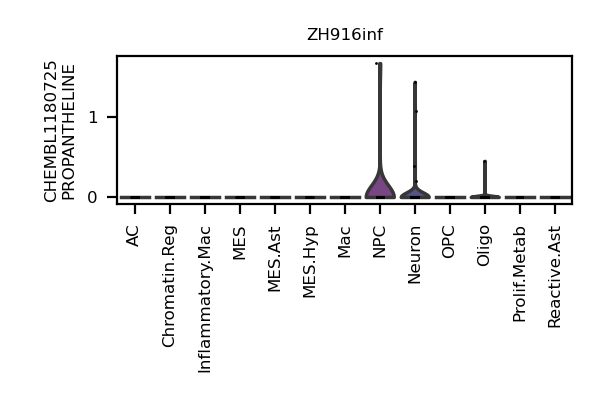 ZH916inf
CHEMBL1180725
PROPANTHELINE
1
0
AC
Chromatin.Reg
Inflammatory.Mac
MES
MES.Ast
MES.Hyp
Mac
NPC
Neuron
OPC
Oligo
Prolif.Metab
Reactive.Ast